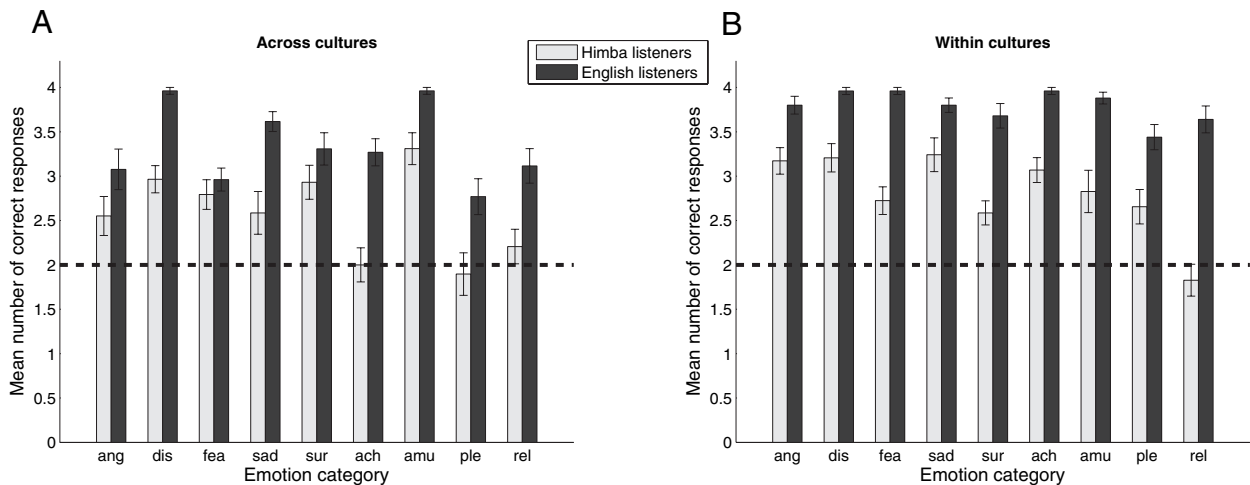 A
Across cultures
Himba listeners
English listeners
Mean number of correct responses
4
3.5
3
2.5
2
1.5
1
0.5
0
ang dis fea sad sur ach amu ple rel
Emotion category
B
Within cultures
Mean number of correct responses
4
3.5
3
2.5
2
1.5
1
0.5
0
ang dis fea sad sur ach amu ple rel
Emotion category